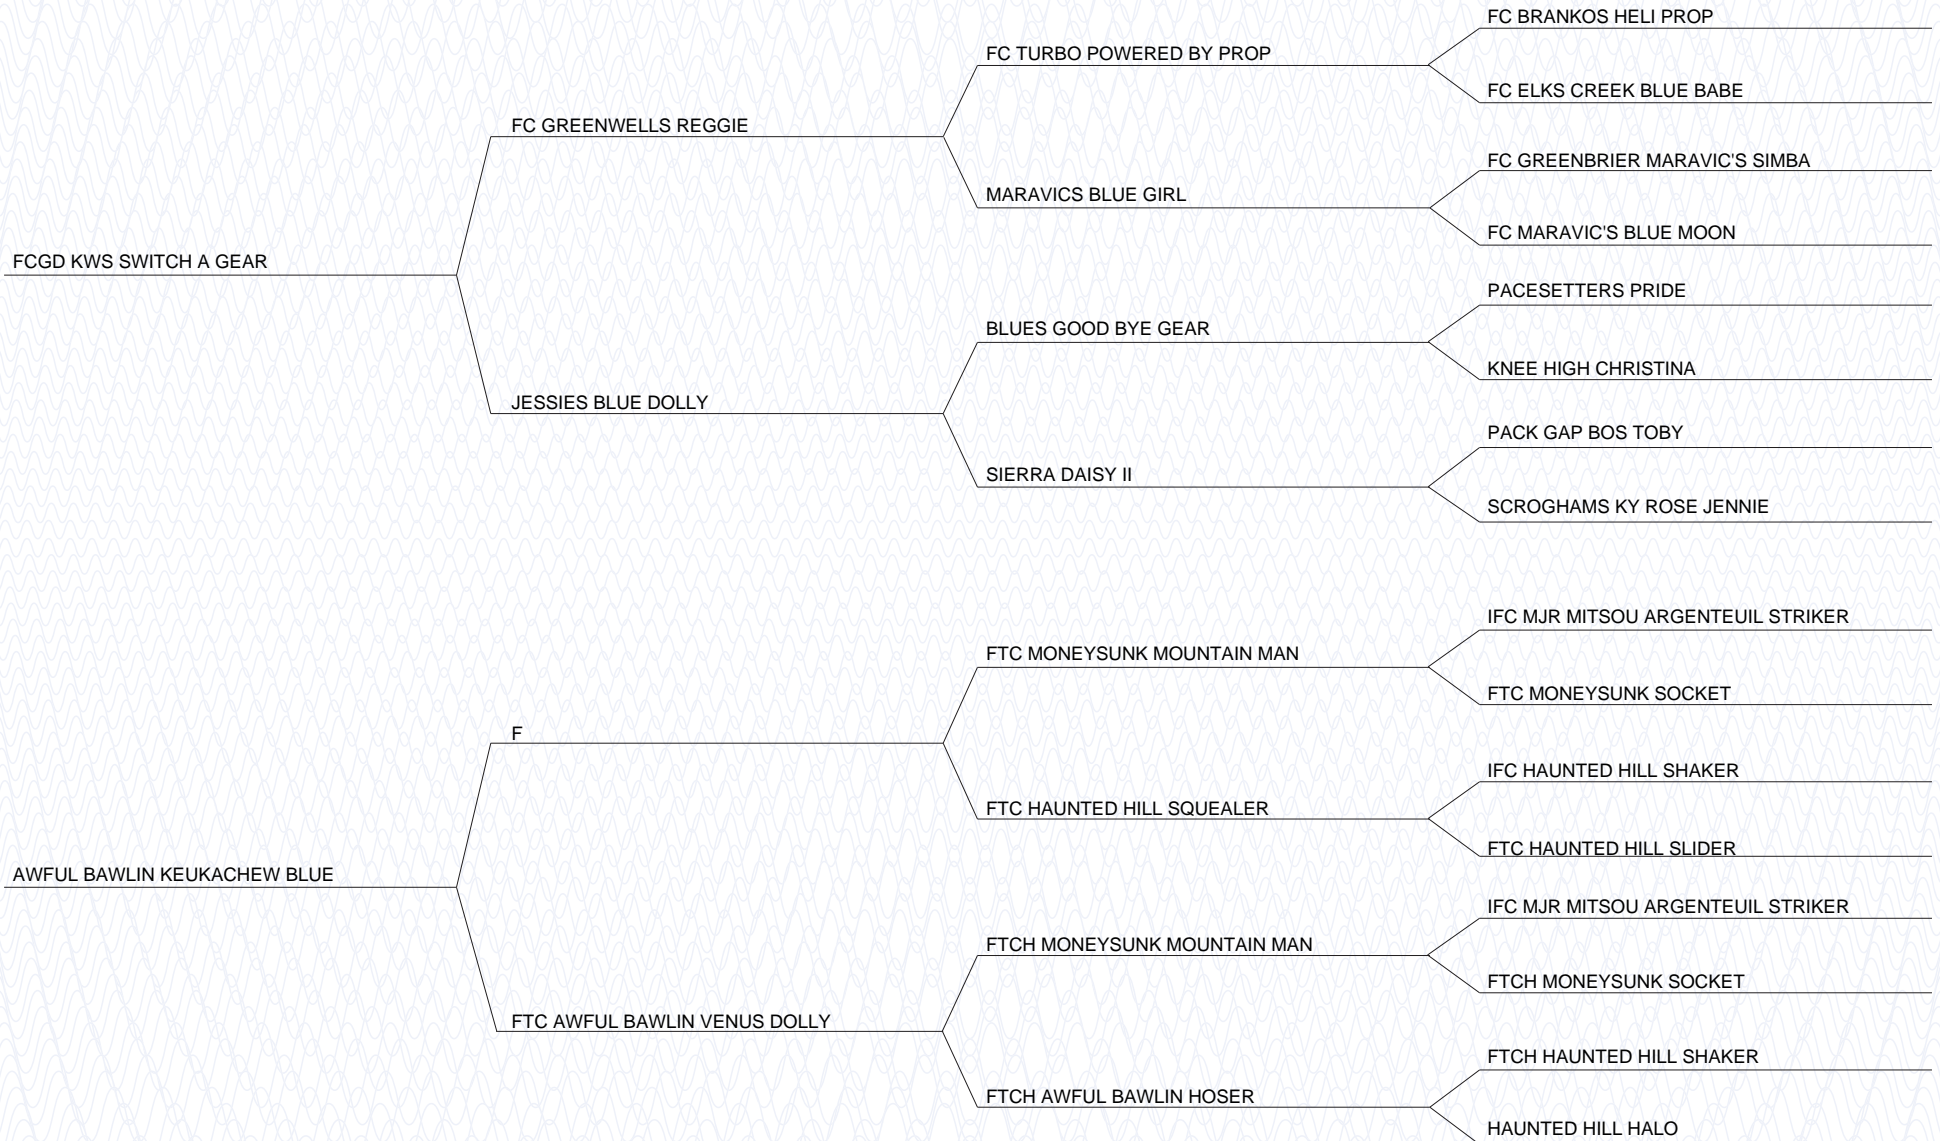 FC BRANKOS HELI PROP
FC TURBO POWERED BY PROP
FC ELKS CREEK BLUE BABE
FC GREENWELLS REGGIE
FC GREENBRIER MARAVIC'S SIMBA
MARAVICS BLUE GIRL
FC MARAVIC'S BLUE MOON
FCGD KWS SWITCH A GEAR
PACESETTERS PRIDE
BLUES GOOD BYE GEAR
KNEE HIGH CHRISTINA
JESSIES BLUE DOLLY
PACK GAP BOS TOBY
SIERRA DAISY II
SCROGHAMS KY ROSE JENNIE
IFC MJR MITSOU ARGENTEUIL STRIKER
FTC MONEYSUNK MOUNTAIN MAN
FTC MONEYSUNK SOCKET
F
IFC HAUNTED HILL SHAKER
FTC HAUNTED HILL SQUEALER
FTC HAUNTED HILL SLIDER
AWFUL BAWLIN KEUKACHEW BLUE
IFC MJR MITSOU ARGENTEUIL STRIKER
FTCH MONEYSUNK MOUNTAIN MAN
FTCH MONEYSUNK SOCKET
FTC AWFUL BAWLIN VENUS DOLLY
FTCH HAUNTED HILL SHAKER
FTCH AWFUL BAWLIN HOSER
HAUNTED HILL HALO